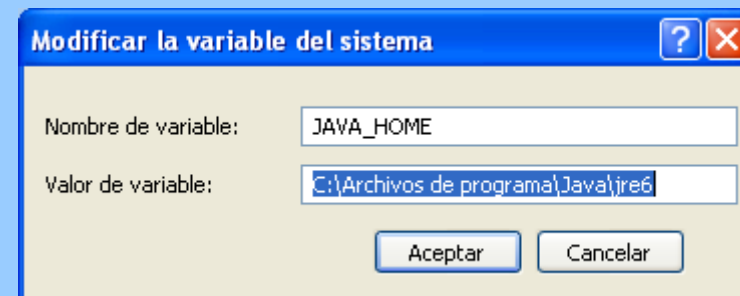 Modificar la variable del sistema
Nombre de variable: JAVA_HOME
Valor de variable: C:\Archivos de programa\Java\jre6
Aceptar Cancelar